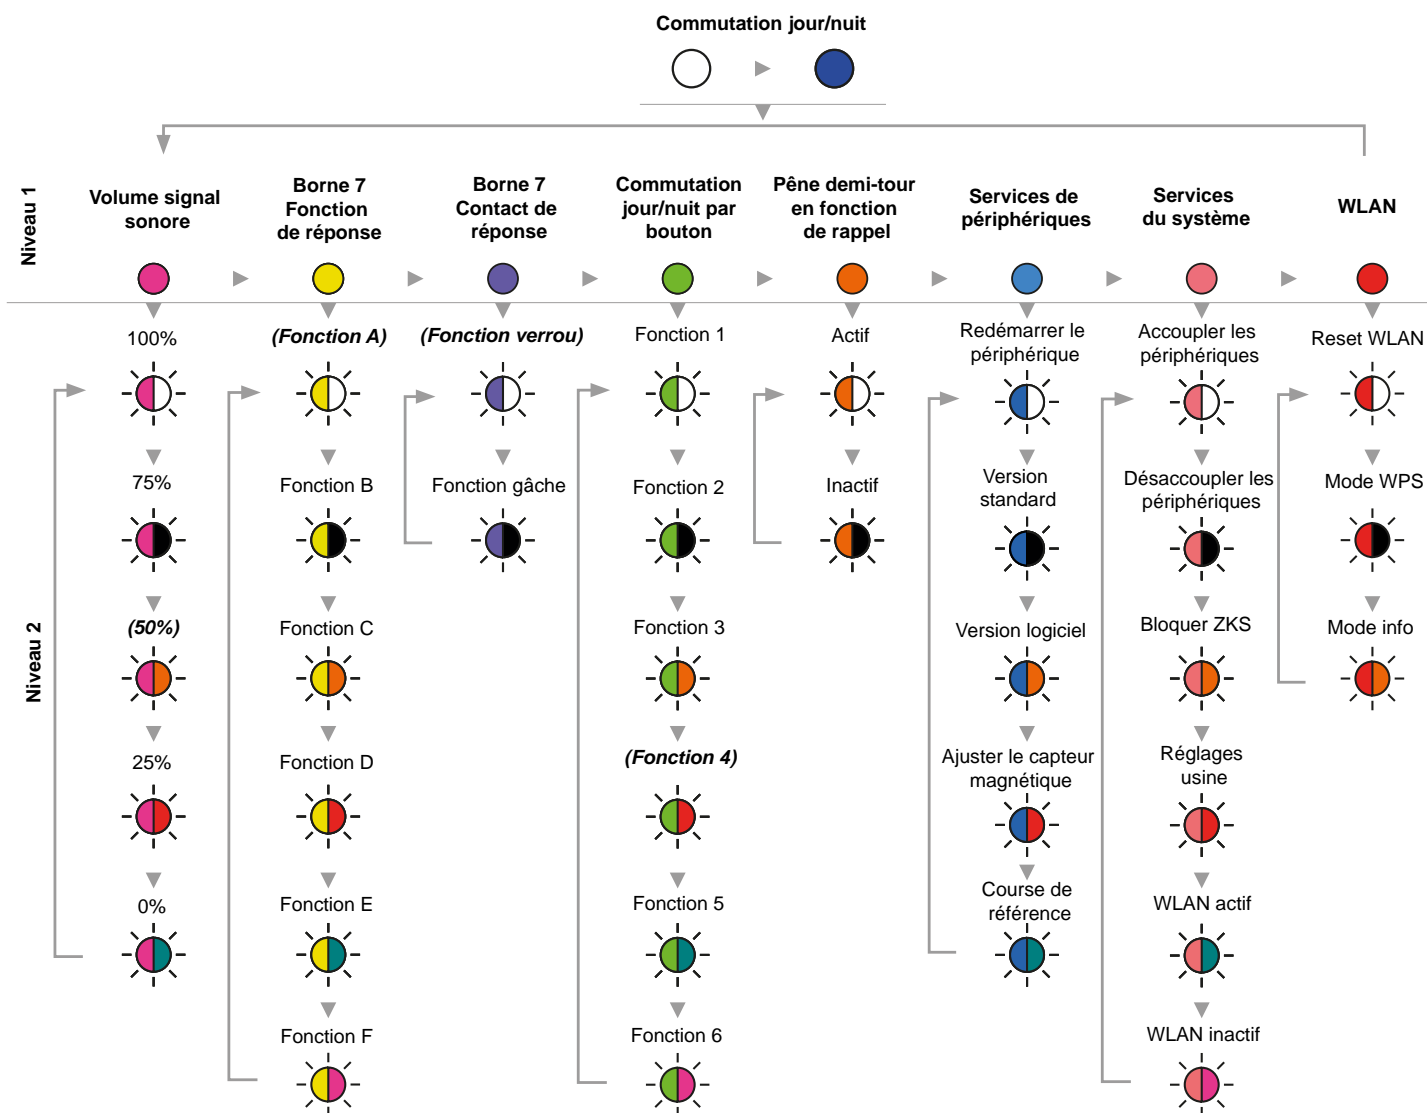 Commutation jour/nuit
Niveau 1
Volume signal
sonore
Borne 7
Fonction
de réponse
Borne 7
Contact de
réponse
Commutation
jour/nuit par
bouton
Pêne demi-tour
en fonction
de rappel
Services de
périphériques
Services
du système
WLAN
Niveau 2
100%
75%
(50%)
25%
0%
(Fonction A)
Fonction B
Fonction C
Fonction D
Fonction E
Fonction F
(Fonction verrou)
Fonction gâche
Fonction 1
Fonction 2
Fonction 3
(Fonction 4)
Fonction 5
Fonction 6
Actif
Inactif
Redémarrer le
périphérique
Version
standard
Version logiciel
Ajuster le capteur
magnétique
Course de
référence
Accoupler les
périphériques
Désaccoupler les
périphériques
Bloquer ZKS
Réglages
usine
WLAN actif
WLAN inactif
Reset WLAN
Mode WPS
Mode info